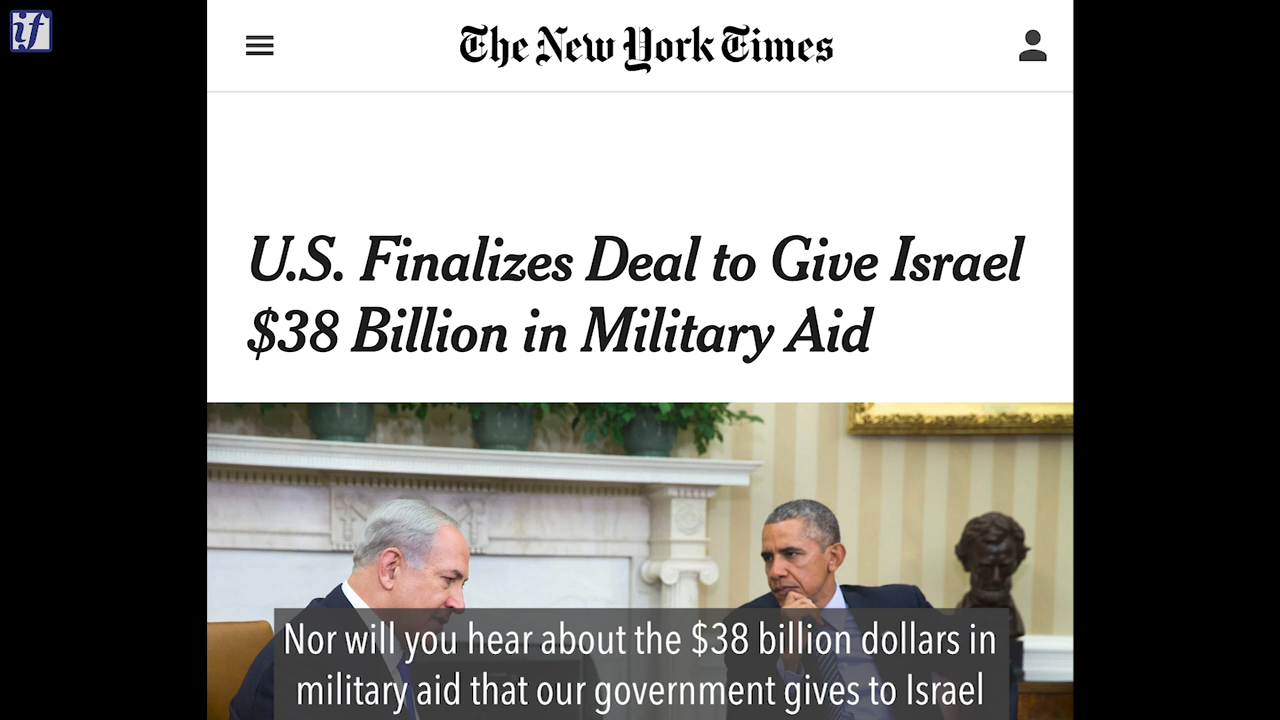 if
The New York Times
U.S. Finalizes Deal to Give Israel
$38 Billion in Military Aid
Nor will you hear about the $38 billion dollars in
military aid that our government gives to Israel